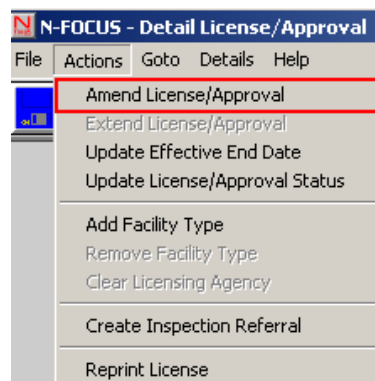 N-FOCUS - Detail License/Approval
File Actions Goto Details Help
Amend License/Approval
Extend License/Approval
Update Effective End Date
Update License/Approval Status
Add Facility Type
Remove Facility Type
Clear Licensing Agency
Create Inspection Referral
Reprint License